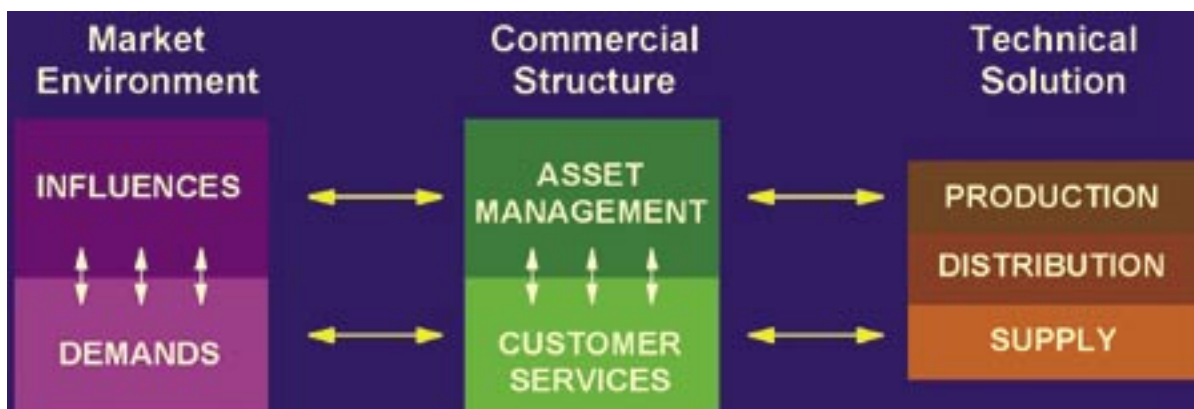 Market
Environment
INFLUENCES
DEMANDS
Commercial
Structure
ASSET
MANAGEMENT
CUSTOMER
SERVICES
Technical
Solution
PRODUCTION
DISTRIBUTION
SUPPLY